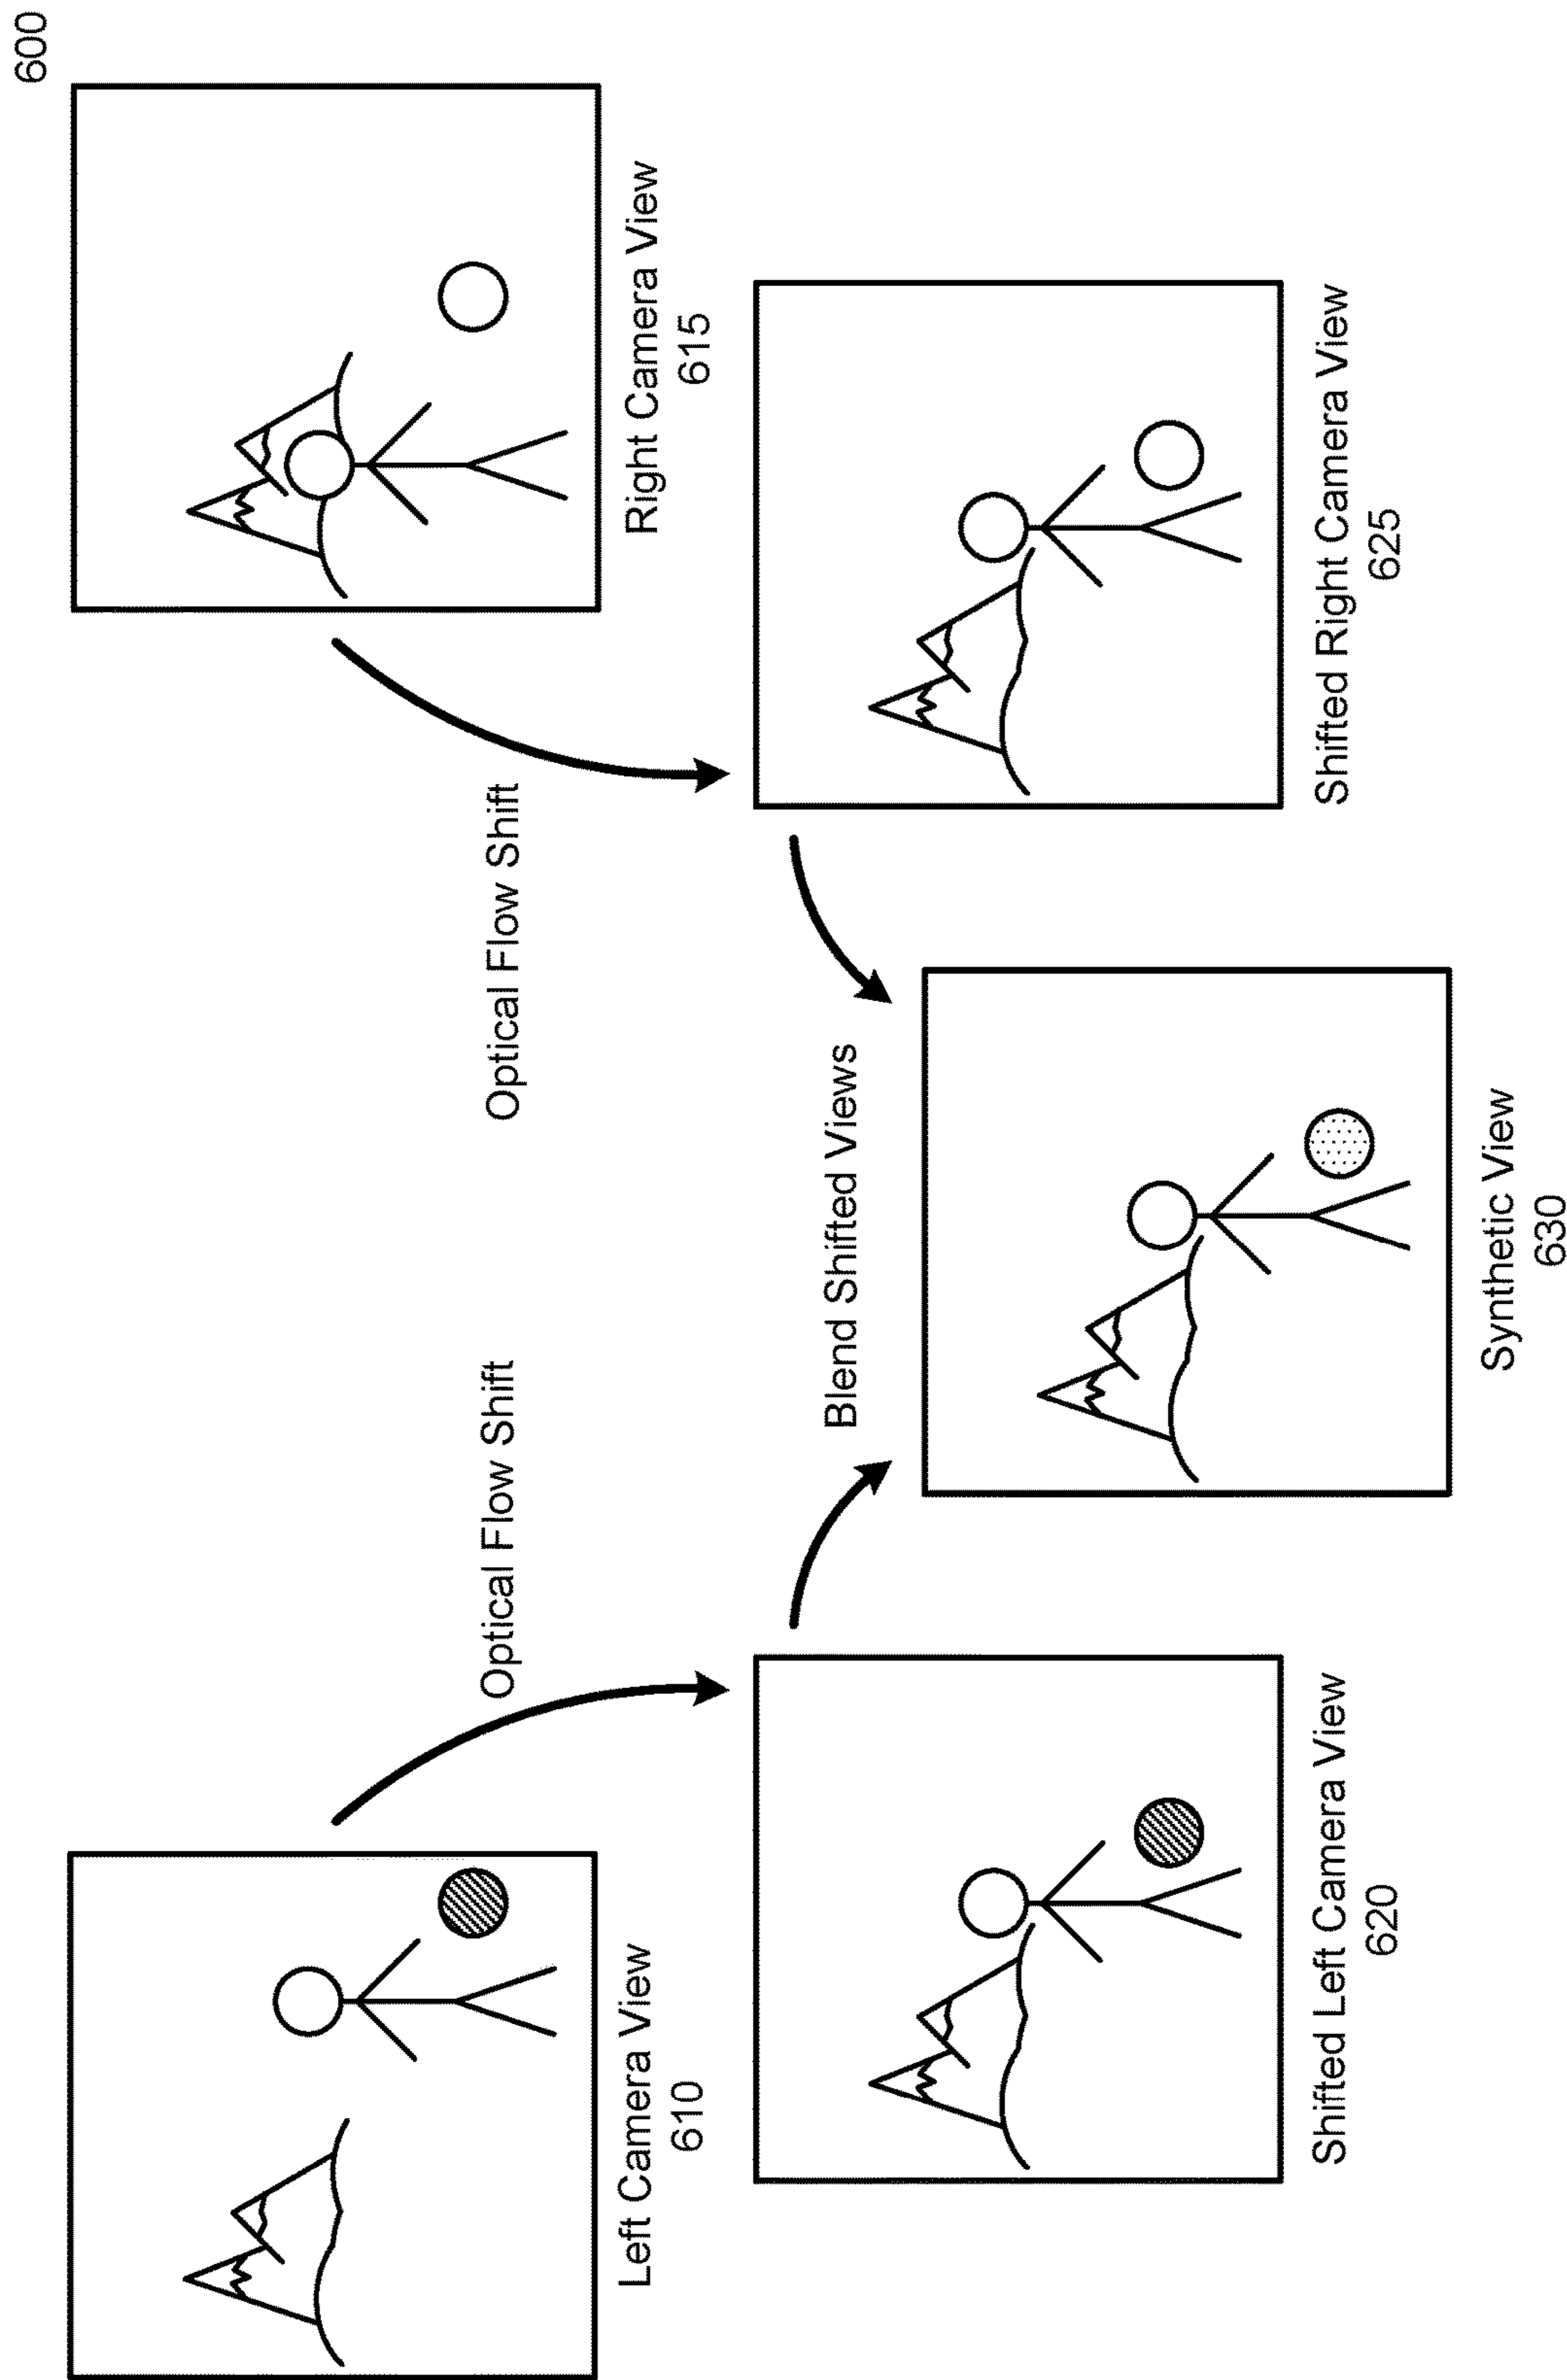 600
Left Camera View
610
Right Camera View
615
Optical Flow Shift
Optical Flow Shift
Blend Shifted Views
Shifted Left Camera View
620
Shifted Right Camera View
625
Synthetic View
630